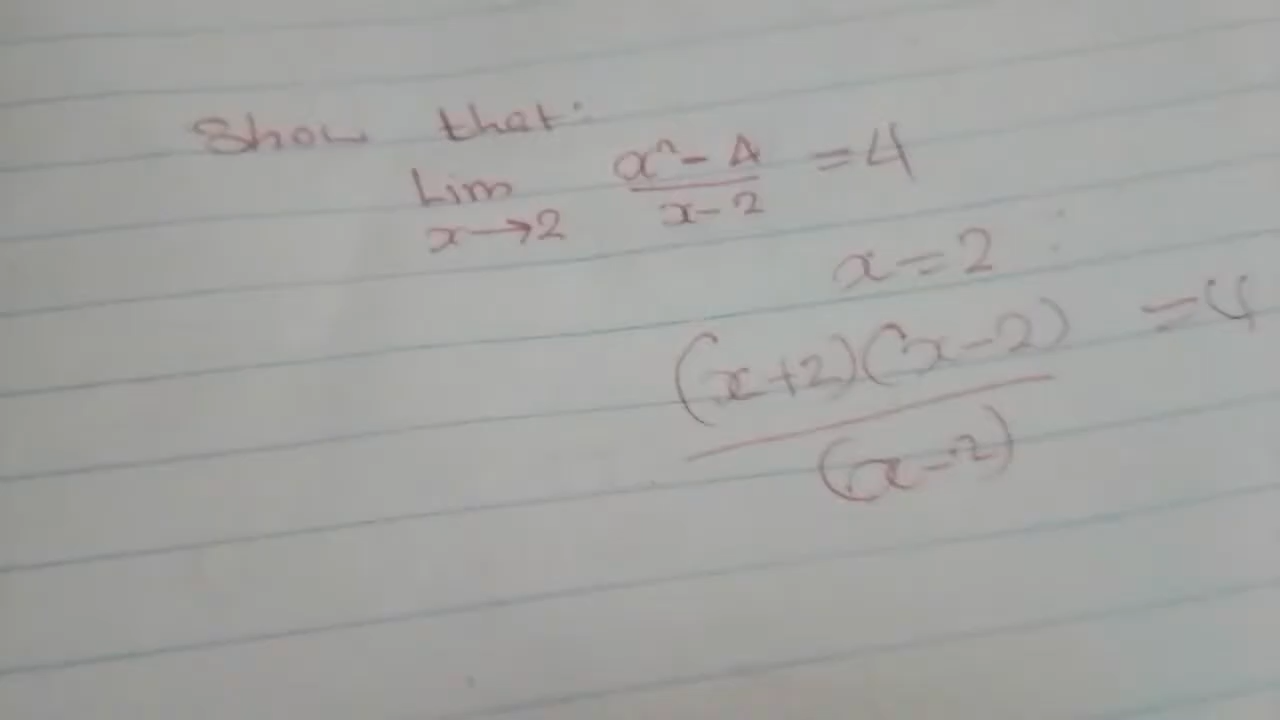 Show that:
Lim x² - 4 = 4
x→2 x - 2
x = 2
(x+2)(x-2) = 4
(x-2)